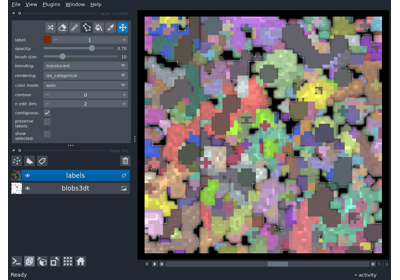 File View Plugins Window Help
label: 1
opacity: 0.70
brush size: 10
blending: translucent
rendering: iso_categorical
color mode: auto
contour: 0
n edit dim: 2
contiguous:
preserve labels:
show selected:
labels
blobs3dt
Ready
activity